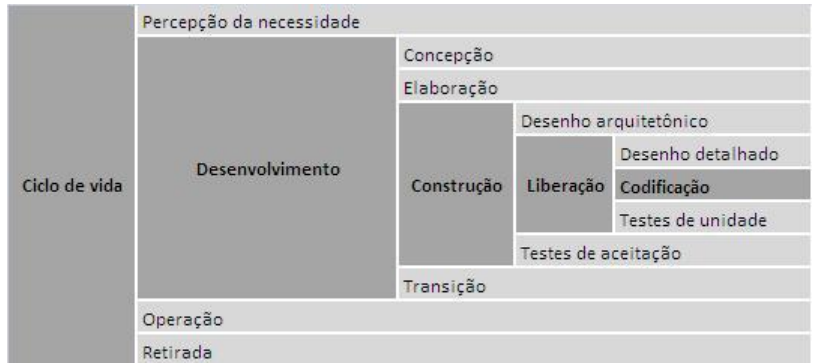 Percepção da necessidade
Concepção
Elaboração
Desenho arquitetônico
Desenho detalhado
Ciclo de vida
Desenvolvimento
Construção
Liberação
Codificação
Testes de unidade
Testes de aceitação
Transição
Operação
Retirada